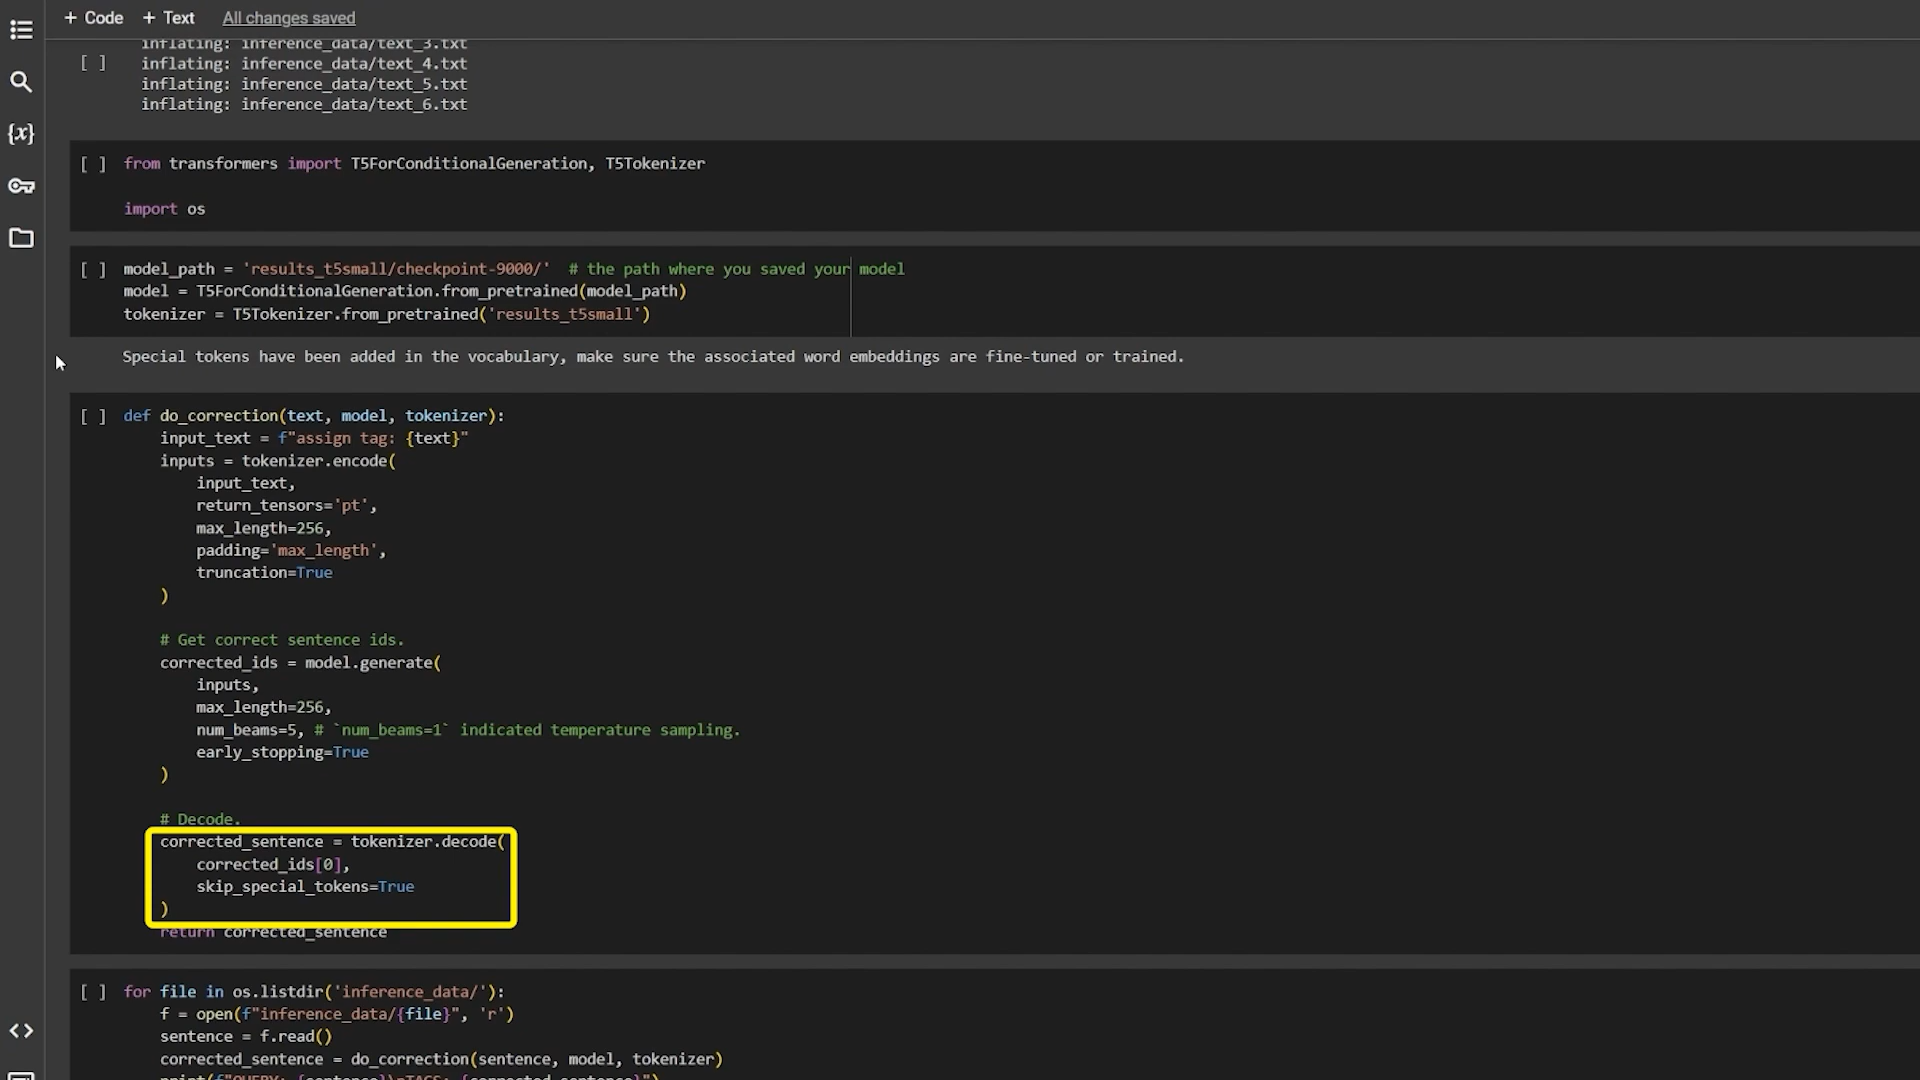 + Code + Text All changes saved
inflating: inference_data/text_3.txt
[ ] inflating: inference_data/text_4.txt
inflating: inference_data/text_5.txt
inflating: inference_data/text_6.txt
{x}
[ ] from transformers import T5ForConditionalGeneration, T5Tokenizer
import os
[ ] model_path = 'results_t5small/checkpoint-9000/'  # the path where you saved your model
model = T5ForConditionalGeneration.from_pretrained(model_path)
tokenizer = T5Tokenizer.from_pretrained('results_t5small')
Special tokens have been added in the vocabulary, make sure the associated word embeddings are fine-tuned or trained.
[ ] def do_correction(text, model, tokenizer):
input_text = f"assign tag: {text}"
inputs = tokenizer.encode(
input_text,
return_tensors='pt',
max_length=256,
padding='max_length',
truncation=True
)
# Get correct sentence ids.
corrected_ids = model.generate(
inputs,
max_length=256,
num_beams=5, # `num_beams=1` indicated temperature sampling.
early_stopping=True
)
# Decode.
corrected_sentence = tokenizer.decode(
corrected_ids[0],
skip_special_tokens=True
)
return corrected_sentence
[ ] for file in os.listdir('inference_data/'):
f = open(f"inference_data/{file}", 'r')
sentence = f.read()
corrected_sentence = do_correction(sentence, model, tokenizer)
print(f"QUERY: {sentence}\nTAGS: {corrected_sentence}")